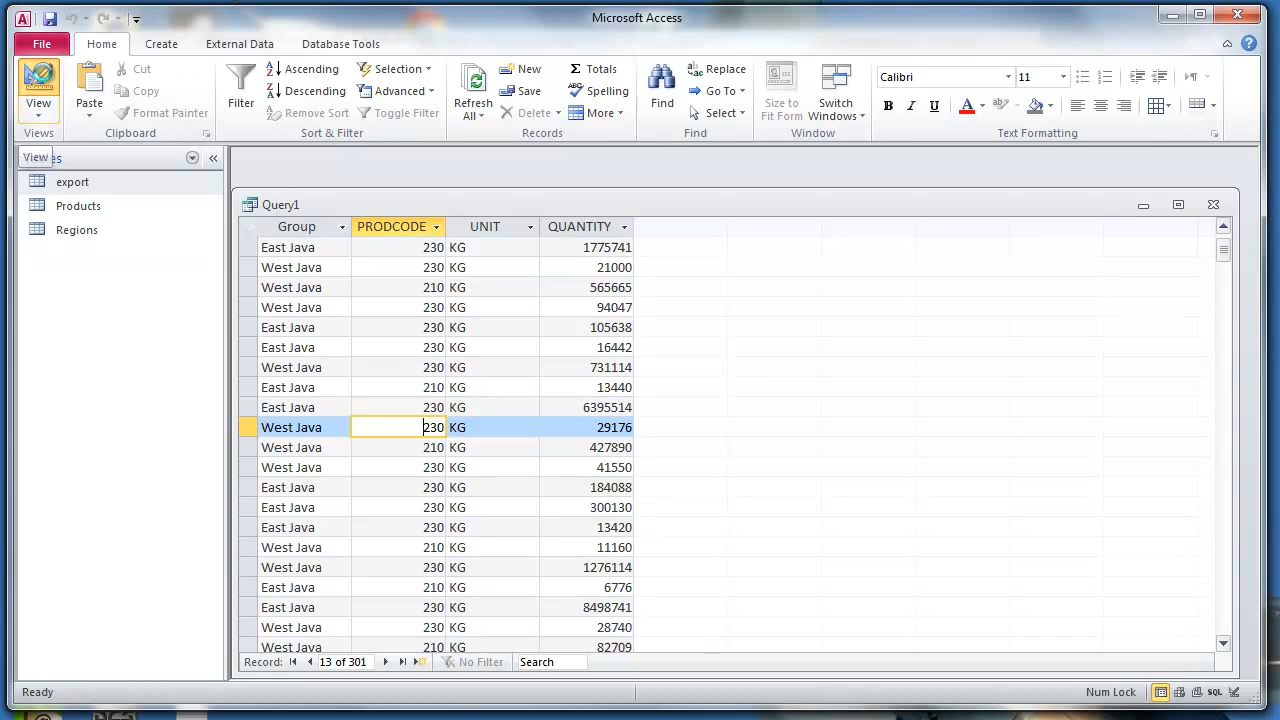 Microsoft Access
File Home Create External Data Database Tools
View
Views
Paste
Cut
Copy
Format Painter
Clipboard
Filter
Ascending
Descending
Remove Sort
Selection
Advanced
Toggle Filter
Sort & Filter
Refresh
All
New
Save
Delete
Totals
Spelling
More
Records
Find
Replace
Go To
Select
Find
Size to
Fit Form
Switch
Windows
Window
Calibri 11
B I U A
Text Formatting
View
es
export
Products
Regions
Query1
Group PRODCODE UNIT QUANTITY
East Java 230 KG 1775741
West Java 230 KG 21000
West Java 210 KG 565665
West Java 230 KG 94047
East Java 230 KG 105638
East Java 230 KG 16442
West Java 230 KG 731114
East Java 210 KG 13440
East Java 230 KG 6395514
West Java 230 KG 29176
West Java 210 KG 427890
West Java 230 KG 41550
East Java 230 KG 184088
East Java 230 KG 300130
East Java 230 KG 13420
West Java 210 KG 11160
West Java 230 KG 1276114
East Java 210 KG 6776
East Java 230 KG 8498741
West Java 230 KG 28740
West Java 210 KG 82709
Record: 13 of 301 No Filter Search
Ready Num Lock SQL